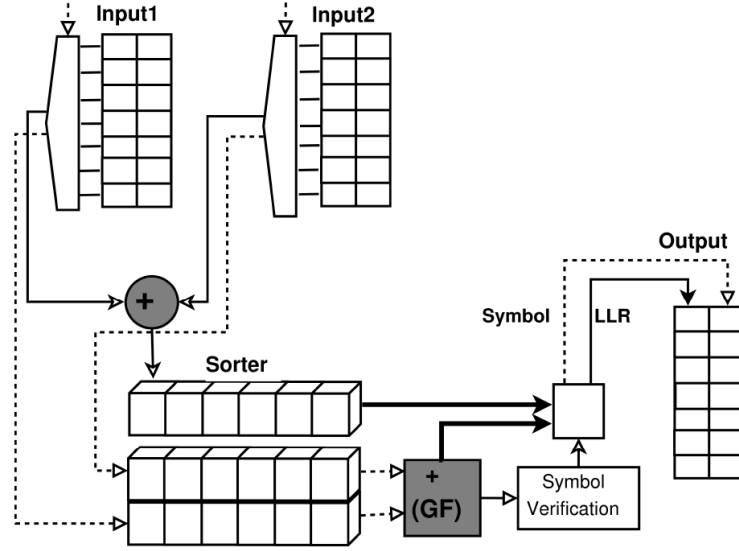 Input1
Input2
Output
+
Symbol
LLR
Sorter
+
(GF)
Symbol
Verification